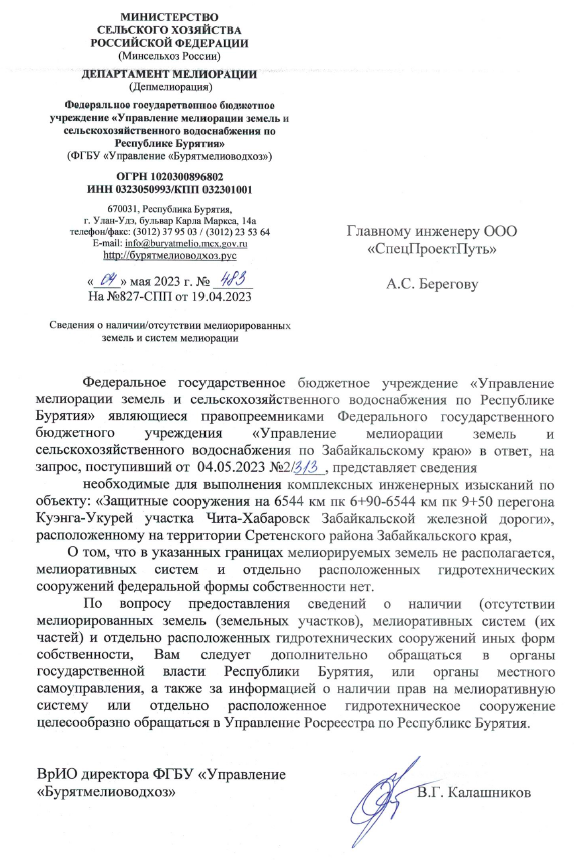 МИНИСТЕРСТВО
СЕЛЬСКОГО ХОЗЯЙСТВА
РОССИЙСКОЙ ФЕДЕРАЦИИ
(Минсельхоз России)
ДЕПАРТАМЕНТ МЕЛИОРАЦИИ
(Депмелиорация)
Федеральное государственное бюджетное
учреждение «Управление мелиорации земель и
сельскохозяйственного водоснабжения по
Республике Бурятия»
(ФГБУ «Управление «Бурятмелиоводхоз»)
ОГРН 1020300896802
ИНН 0323050993/КПП 032301001
670031, Республика Бурятия,
г. Улан-Удэ, бульвар Карла Маркса, 14а
телефон/факс: (3012) 37 95 03 / (3012) 23 53 64
E-mail: info@buryatmelio.mcx.gov.ru
http://бурятмелиоводхоз.рус
«04» мая 2023 г. № 483
На №827-СПП от 19.04.2023
Главному инженеру ООО
«СпецПроектПуть»
А.С. Берегову
Сведения о наличии/отсутствии мелиорированных
земель и систем мелиорации
Федеральное государственное бюджетное учреждение «Управление
мелиорации земель и сельскохозяйственного водоснабжения по Республике
Бурятия» являющиеся правопреемниками Федерального государственного
бюджетного учреждения «Управление мелиорации земель и
сельскохозяйственного водоснабжения по Забайкальскому краю» в ответ, на
запрос, поступивший от 04.05.2023 №2/313, представляет сведения
необходимые для выполнения комплексных инженерных изысканий по
объекту: «Защитные сооружения на 6544 км пк 6+90-6544 км пк 9+50 перегона
Куэнга-Укурей участка Чита-Хабаровск Забайкальской железной дороги»,
расположенному на территории Сретенского района Забайкальского края,
О том, что в указанных границах мелиорируемых земель не располагается,
мелиоративных систем и отдельно расположенных гидротехнических
сооружений федеральной формы собственности нет.
По вопросу предоставления сведений о наличии (отсутствии
мелиорированных земель (земельных участков), мелиоративных систем (их
частей) и отдельно расположенных гидротехнических сооружений иных форм
собственности, Вам следует дополнительно обращаться в органы
государственной власти Республики Бурятия, или органы местного
самоуправления, а также за информацией о наличии прав на мелиоративную
систему или отдельно расположенное гидротехническое сооружение
целесообразно обращаться в Управление Росреестра по Республике Бурятия.
ВрИО директора ФГБУ «Управление
«Бурятмелиоводхоз»
В.Г. Калашников